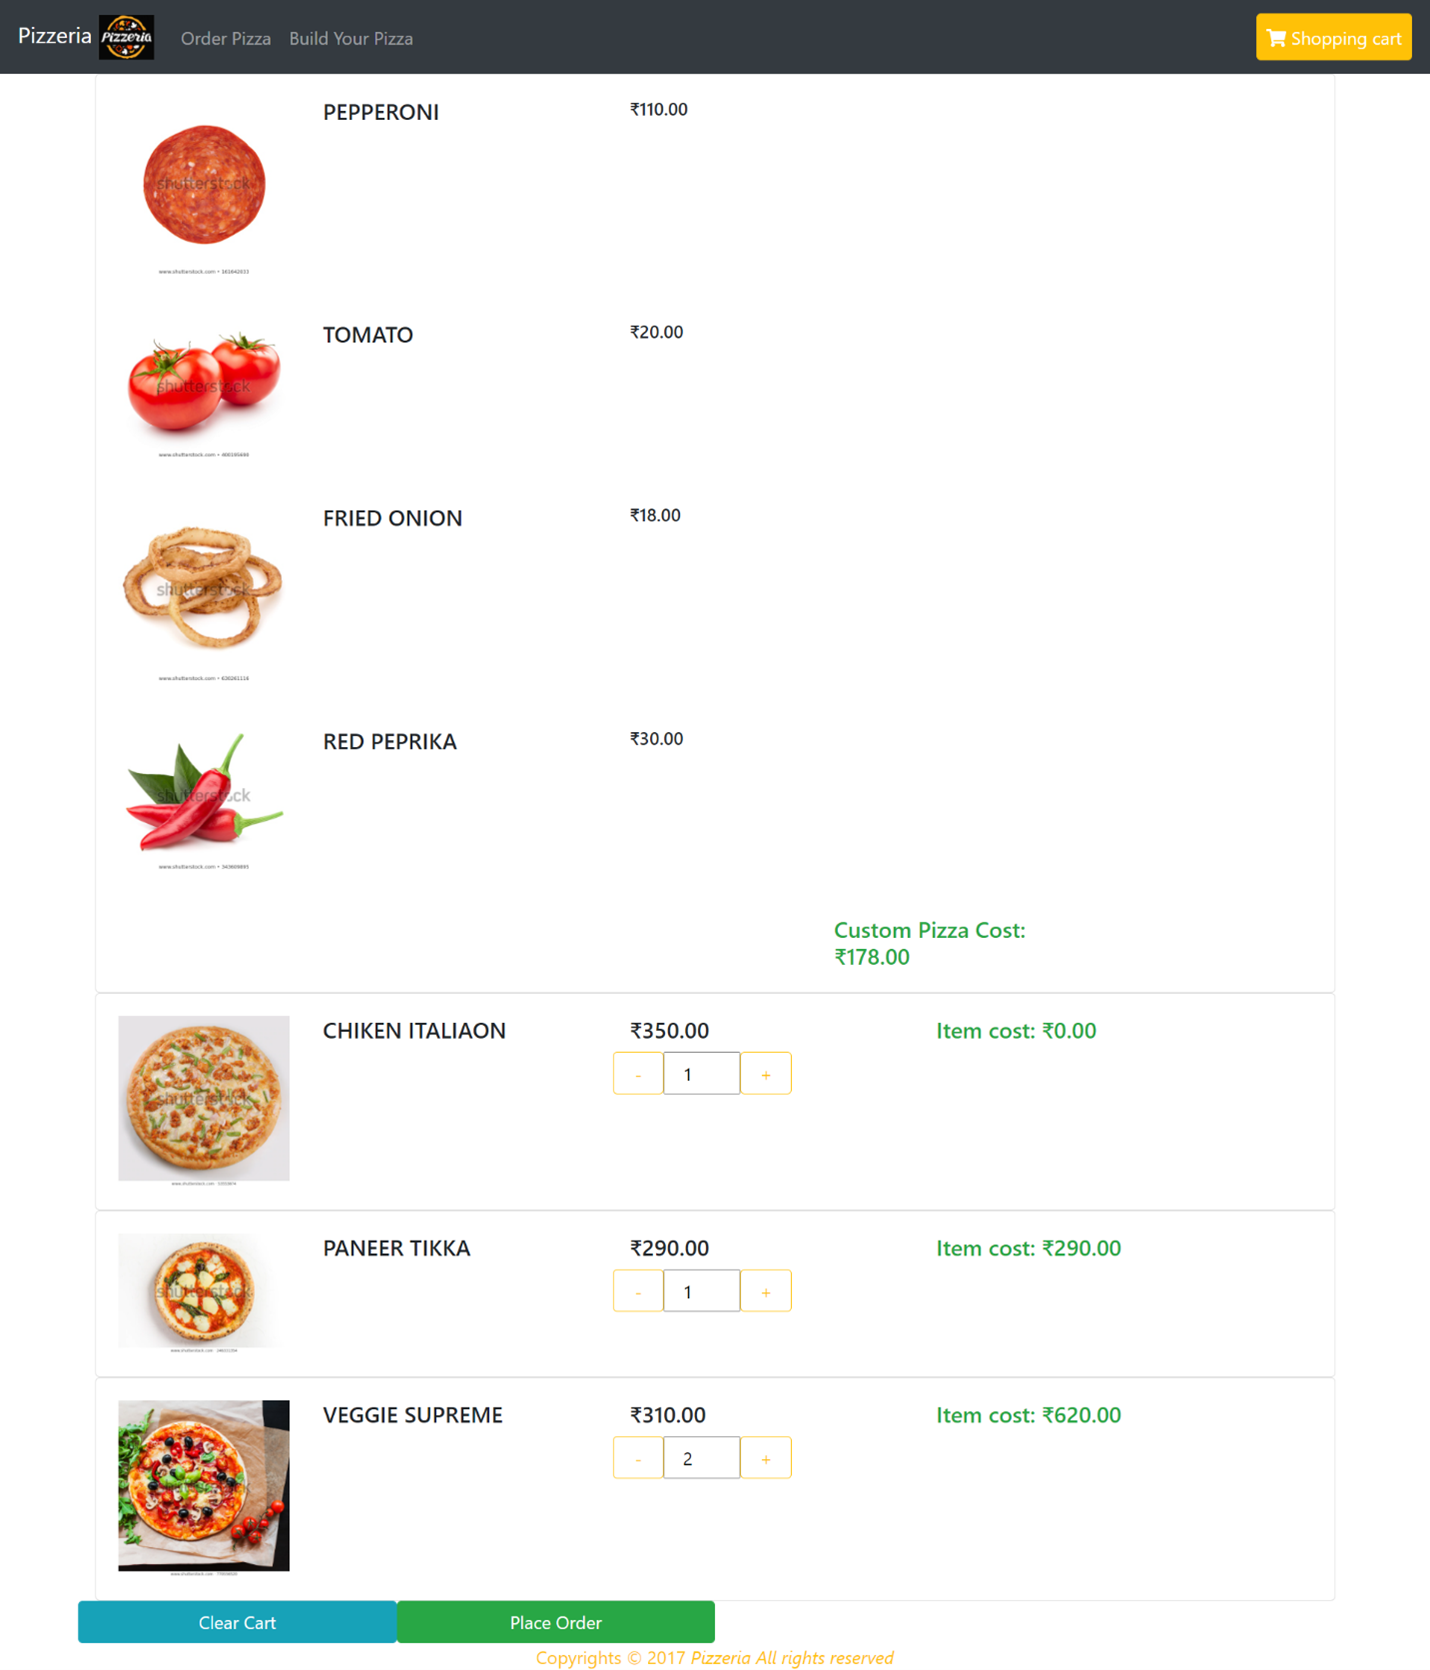 Pizzeria Pizzeria Order Pizza Build Your Pizza Shopping cart
PEPPERONI ₹110.00
shutterstock
TOMATO ₹20.00
shutterstock
FRIED ONION ₹18.00
shutterstock
RED PEPRIKA ₹30.00
shutterstock
Custom Pizza Cost:
₹178.00
CHIKEN ITALIAON ₹350.00 Item cost: ₹0.00
- 1 +
shutterstock
PANEER TIKKA ₹290.00 Item cost: ₹290.00
- 1 +
shutterstock
VEGGIE SUPREME ₹310.00 Item cost: ₹620.00
- 2 +
Clear Cart Place Order
Copyrights © 2017 Pizzeria All rights reserved